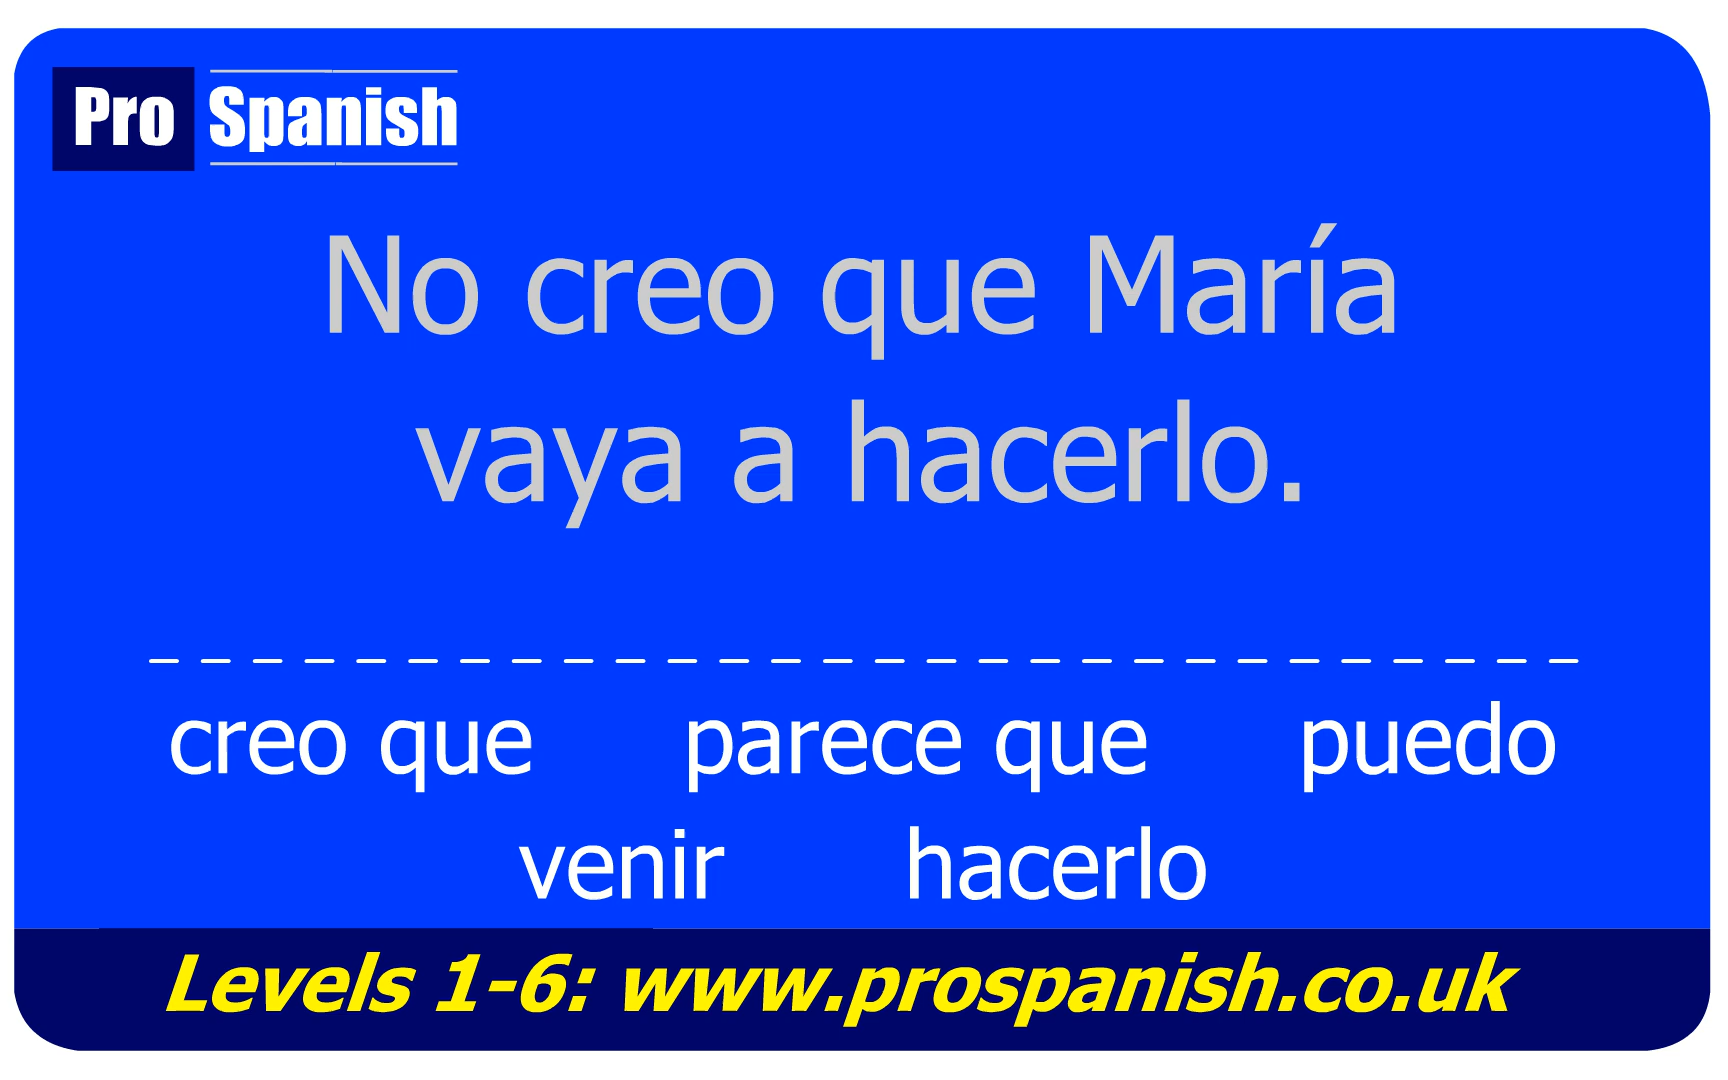 Pro Spanish
No creo que María
vaya a hacerlo.
creo que parece que puedo
venir hacerlo
Levels 1-6: www.prospanish.co.uk